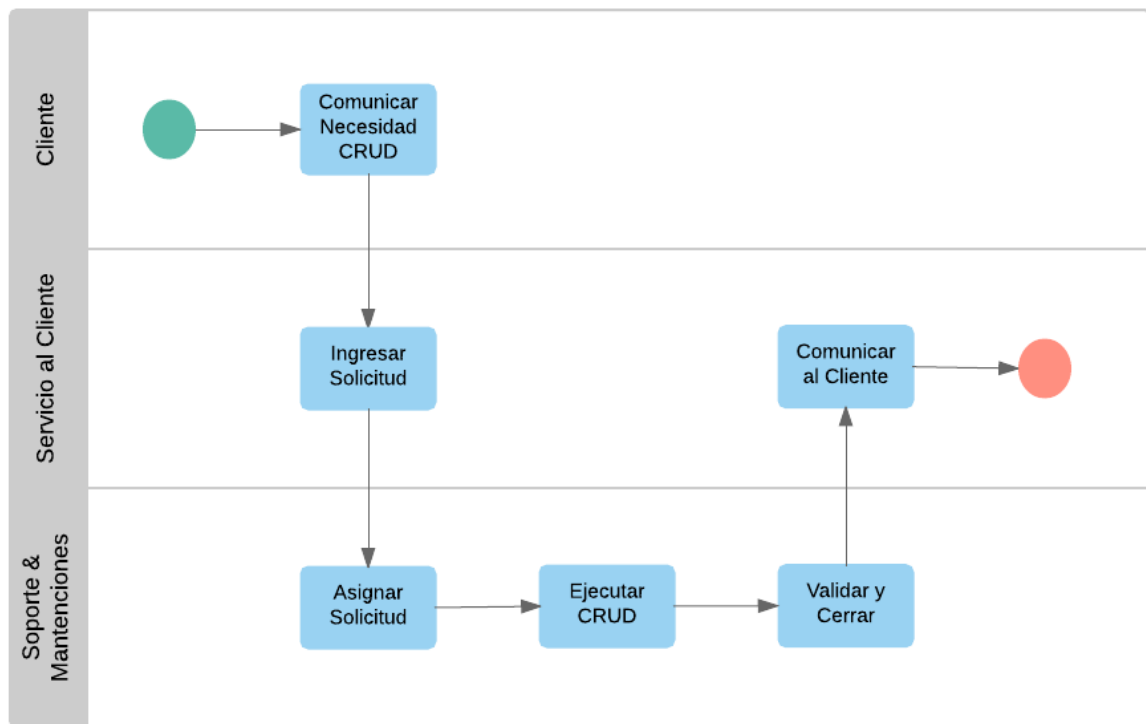 Cliente
Comunicar
Necesidad
CRUD
Servicio al Cliente
Ingresar
Solicitud
Comunicar
al Cliente
Soporte &
Mantenciones
Asignar
Solicitud
Ejecutar
CRUD
Validar y
Cerrar